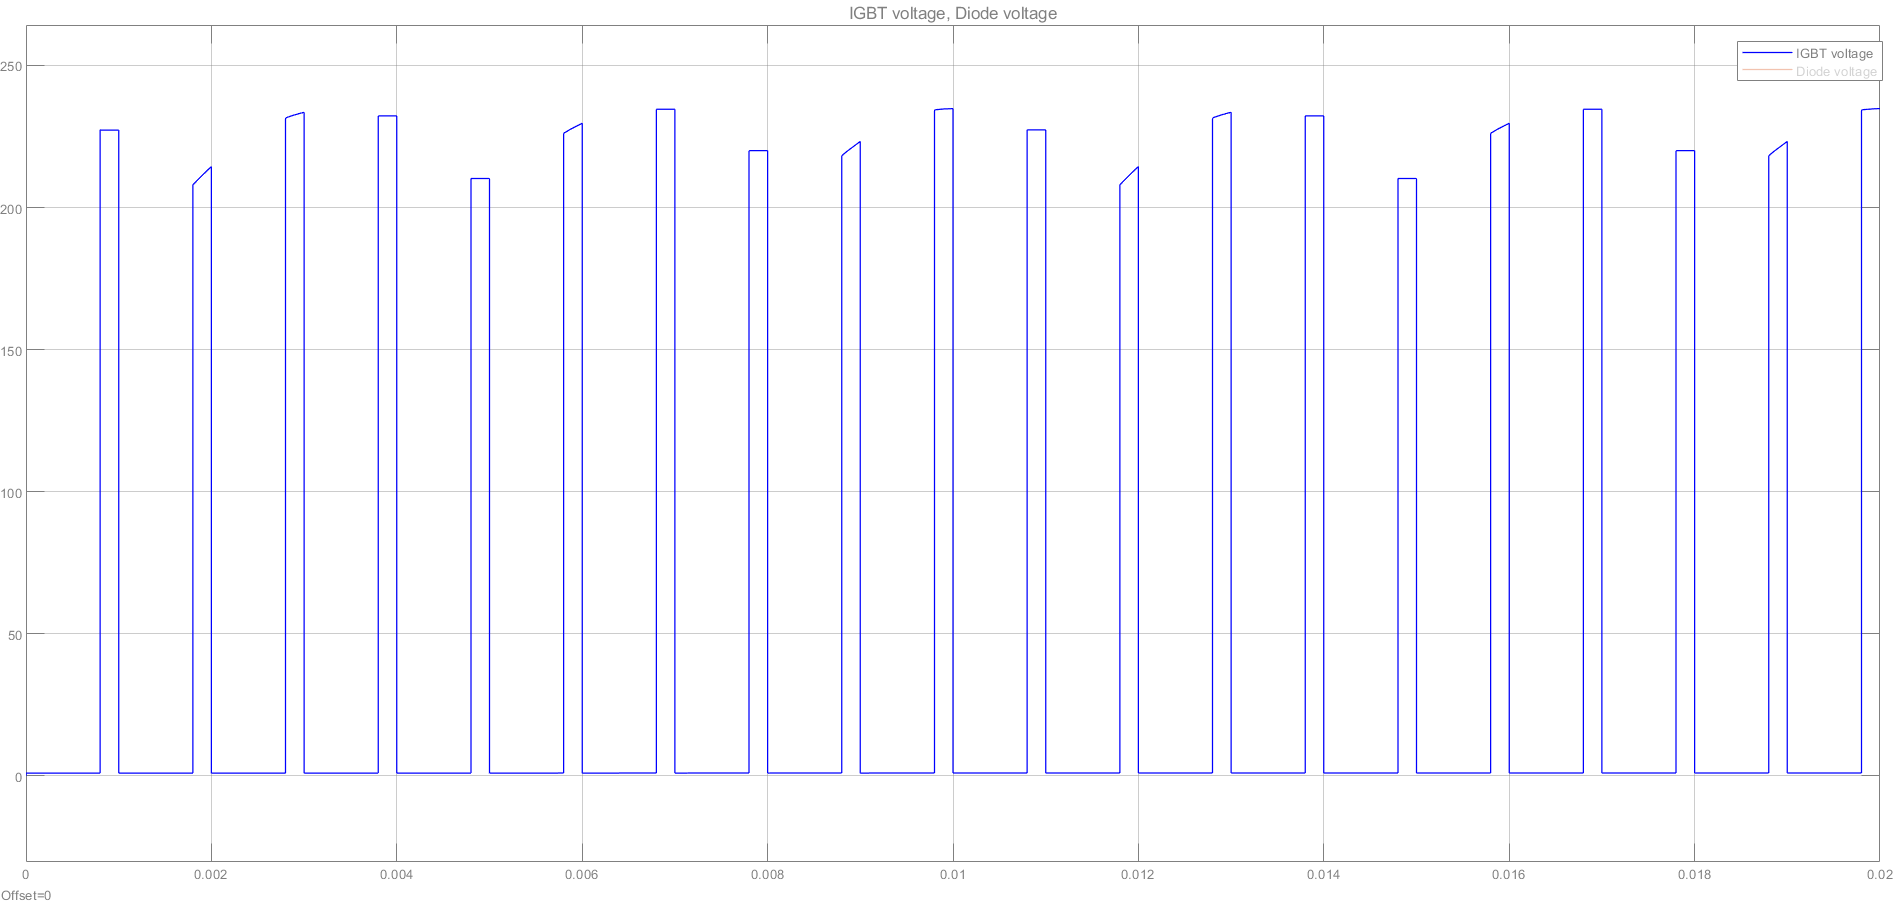 IGBT voltage, Diode voltage
IGBT voltage
Diode voltage
250
200
150
100
50
0
0 0.002 0.004 0.006 0.008 0.01 0.012 0.014 0.016 0.018 0.02
Offset=0